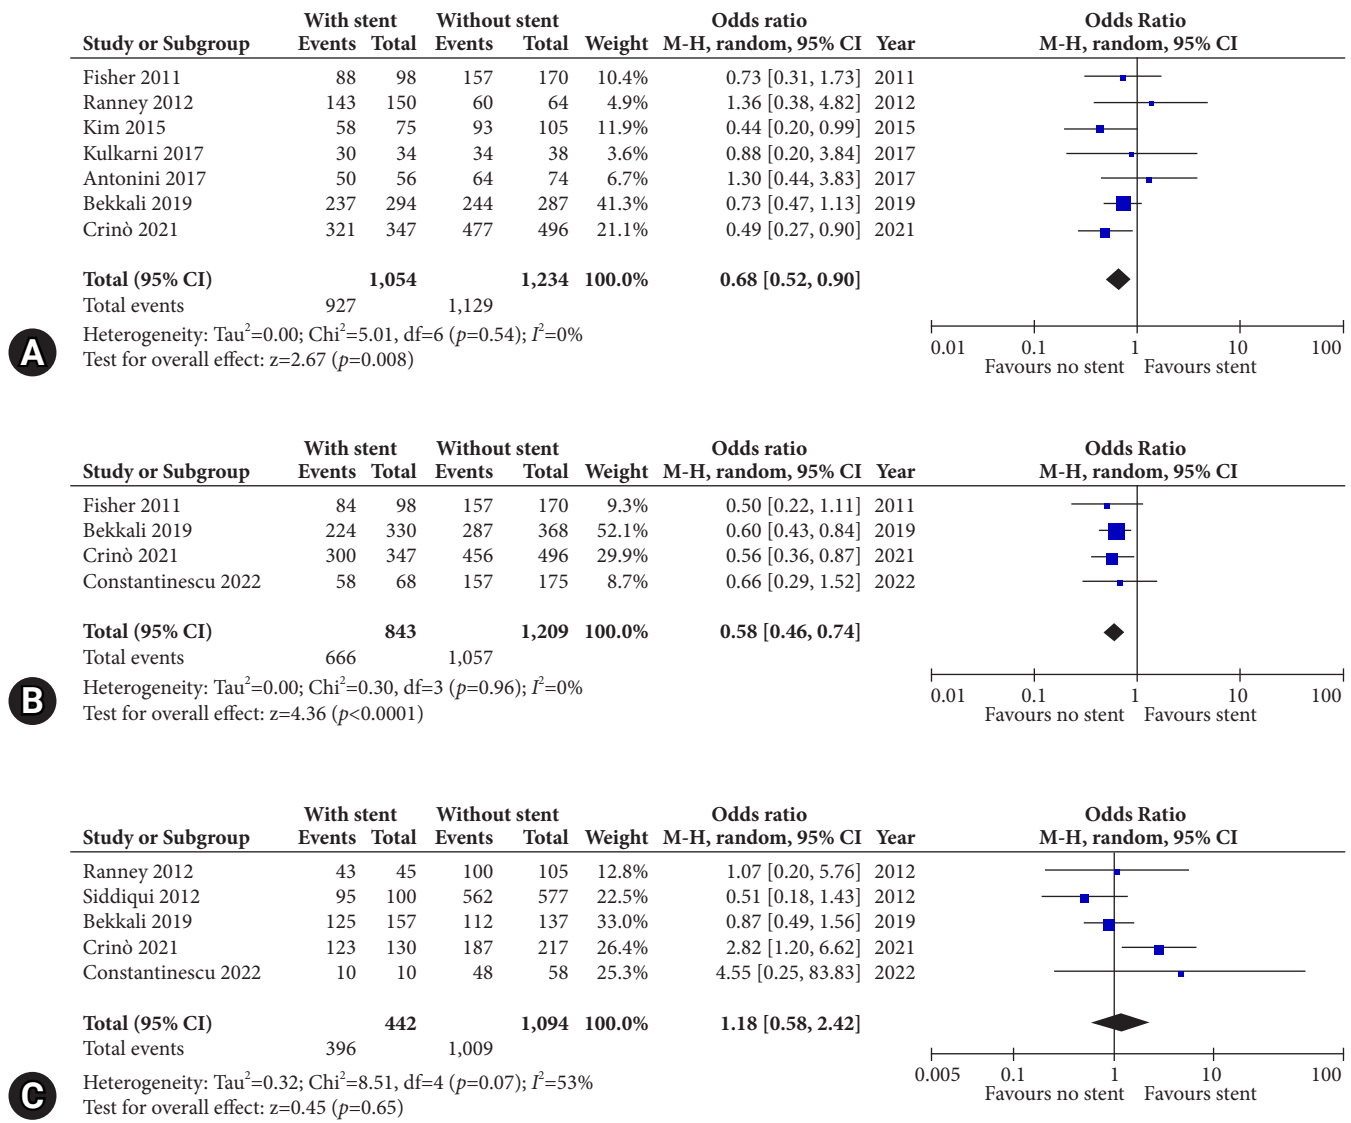 With stent Without stent Odds ratio Odds Ratio
Study or Subgroup Events Total Events Total Weight M-H, random, 95% CI Year M-H, random, 95% CI
Fisher 2011 88 98 157 170 10.4% 0.73 [0.31, 1.73] 2011
Ranney 2012 143 150 60 64 4.9% 1.36 [0.38, 4.82] 2012
Kim 2015 58 75 93 105 11.9% 0.44 [0.20, 0.99] 2015
Kulkarni 2017 30 34 34 38 3.6% 0.88 [0.20, 3.84] 2017
Antonini 2017 50 56 64 74 6.7% 1.30 [0.44, 3.83] 2017
Bekkali 2019 237 294 244 287 41.3% 0.73 [0.47, 1.13] 2019
Crinò 2021 321 347 477 496 21.1% 0.49 [0.27, 0.90] 2021
Total (95% CI) 1,054 1,234 100.0% 0.68 [0.52, 0.90]
Total events 927 1,129
Heterogeneity: Tau²=0.00; Chi²=5.01, df=6 (p=0.54); I²=0%
Test for overall effect: z=2.67 (p=0.008)
0.01 0.1 1 10 100
Favours no stent Favours stent
A
With stent Without stent Odds ratio Odds Ratio
Study or Subgroup Events Total Events Total Weight M-H, random, 95% CI Year M-H, random, 95% CI
Fisher 2011 84 98 157 170 9.3% 0.50 [0.22, 1.11] 2011
Bekkali 2019 224 330 287 368 52.1% 0.60 [0.43, 0.84] 2019
Crinò 2021 300 347 456 496 29.9% 0.56 [0.36, 0.87] 2021
Constantinescu 2022 58 68 157 175 8.7% 0.66 [0.29, 1.52] 2022
Total (95% CI) 843 1,209 100.0% 0.58 [0.46, 0.74]
Total events 666 1,057
Heterogeneity: Tau²=0.00; Chi²=0.30, df=3 (p=0.96); I²=0%
Test for overall effect: z=4.36 (p<0.0001)
0.01 0.1 1 10 100
Favours no stent Favours stent
B
With stent Without stent Odds ratio Odds Ratio
Study or Subgroup Events Total Events Total Weight M-H, random, 95% CI Year M-H, random, 95% CI
Ranney 2012 43 45 100 105 12.8% 1.07 [0.20, 5.76] 2012
Siddiqui 2012 95 100 562 577 22.5% 0.51 [0.18, 1.43] 2012
Bekkali 2019 125 157 112 137 33.0% 0.87 [0.49, 1.56] 2019
Crinò 2021 123 130 187 217 26.4% 2.82 [1.20, 6.62] 2021
Constantinescu 2022 10 10 48 58 25.3% 4.55 [0.25, 83.83] 2022
Total (95% CI) 442 1,094 100.0% 1.18 [0.58, 2.42]
Total events 396 1,009
Heterogeneity: Tau²=0.32; Chi²=8.51, df=4 (p=0.07); I²=53%
Test for overall effect: z=0.45 (p=0.65)
0.005 0.1 1 10 100
Favours no stent Favours stent
C